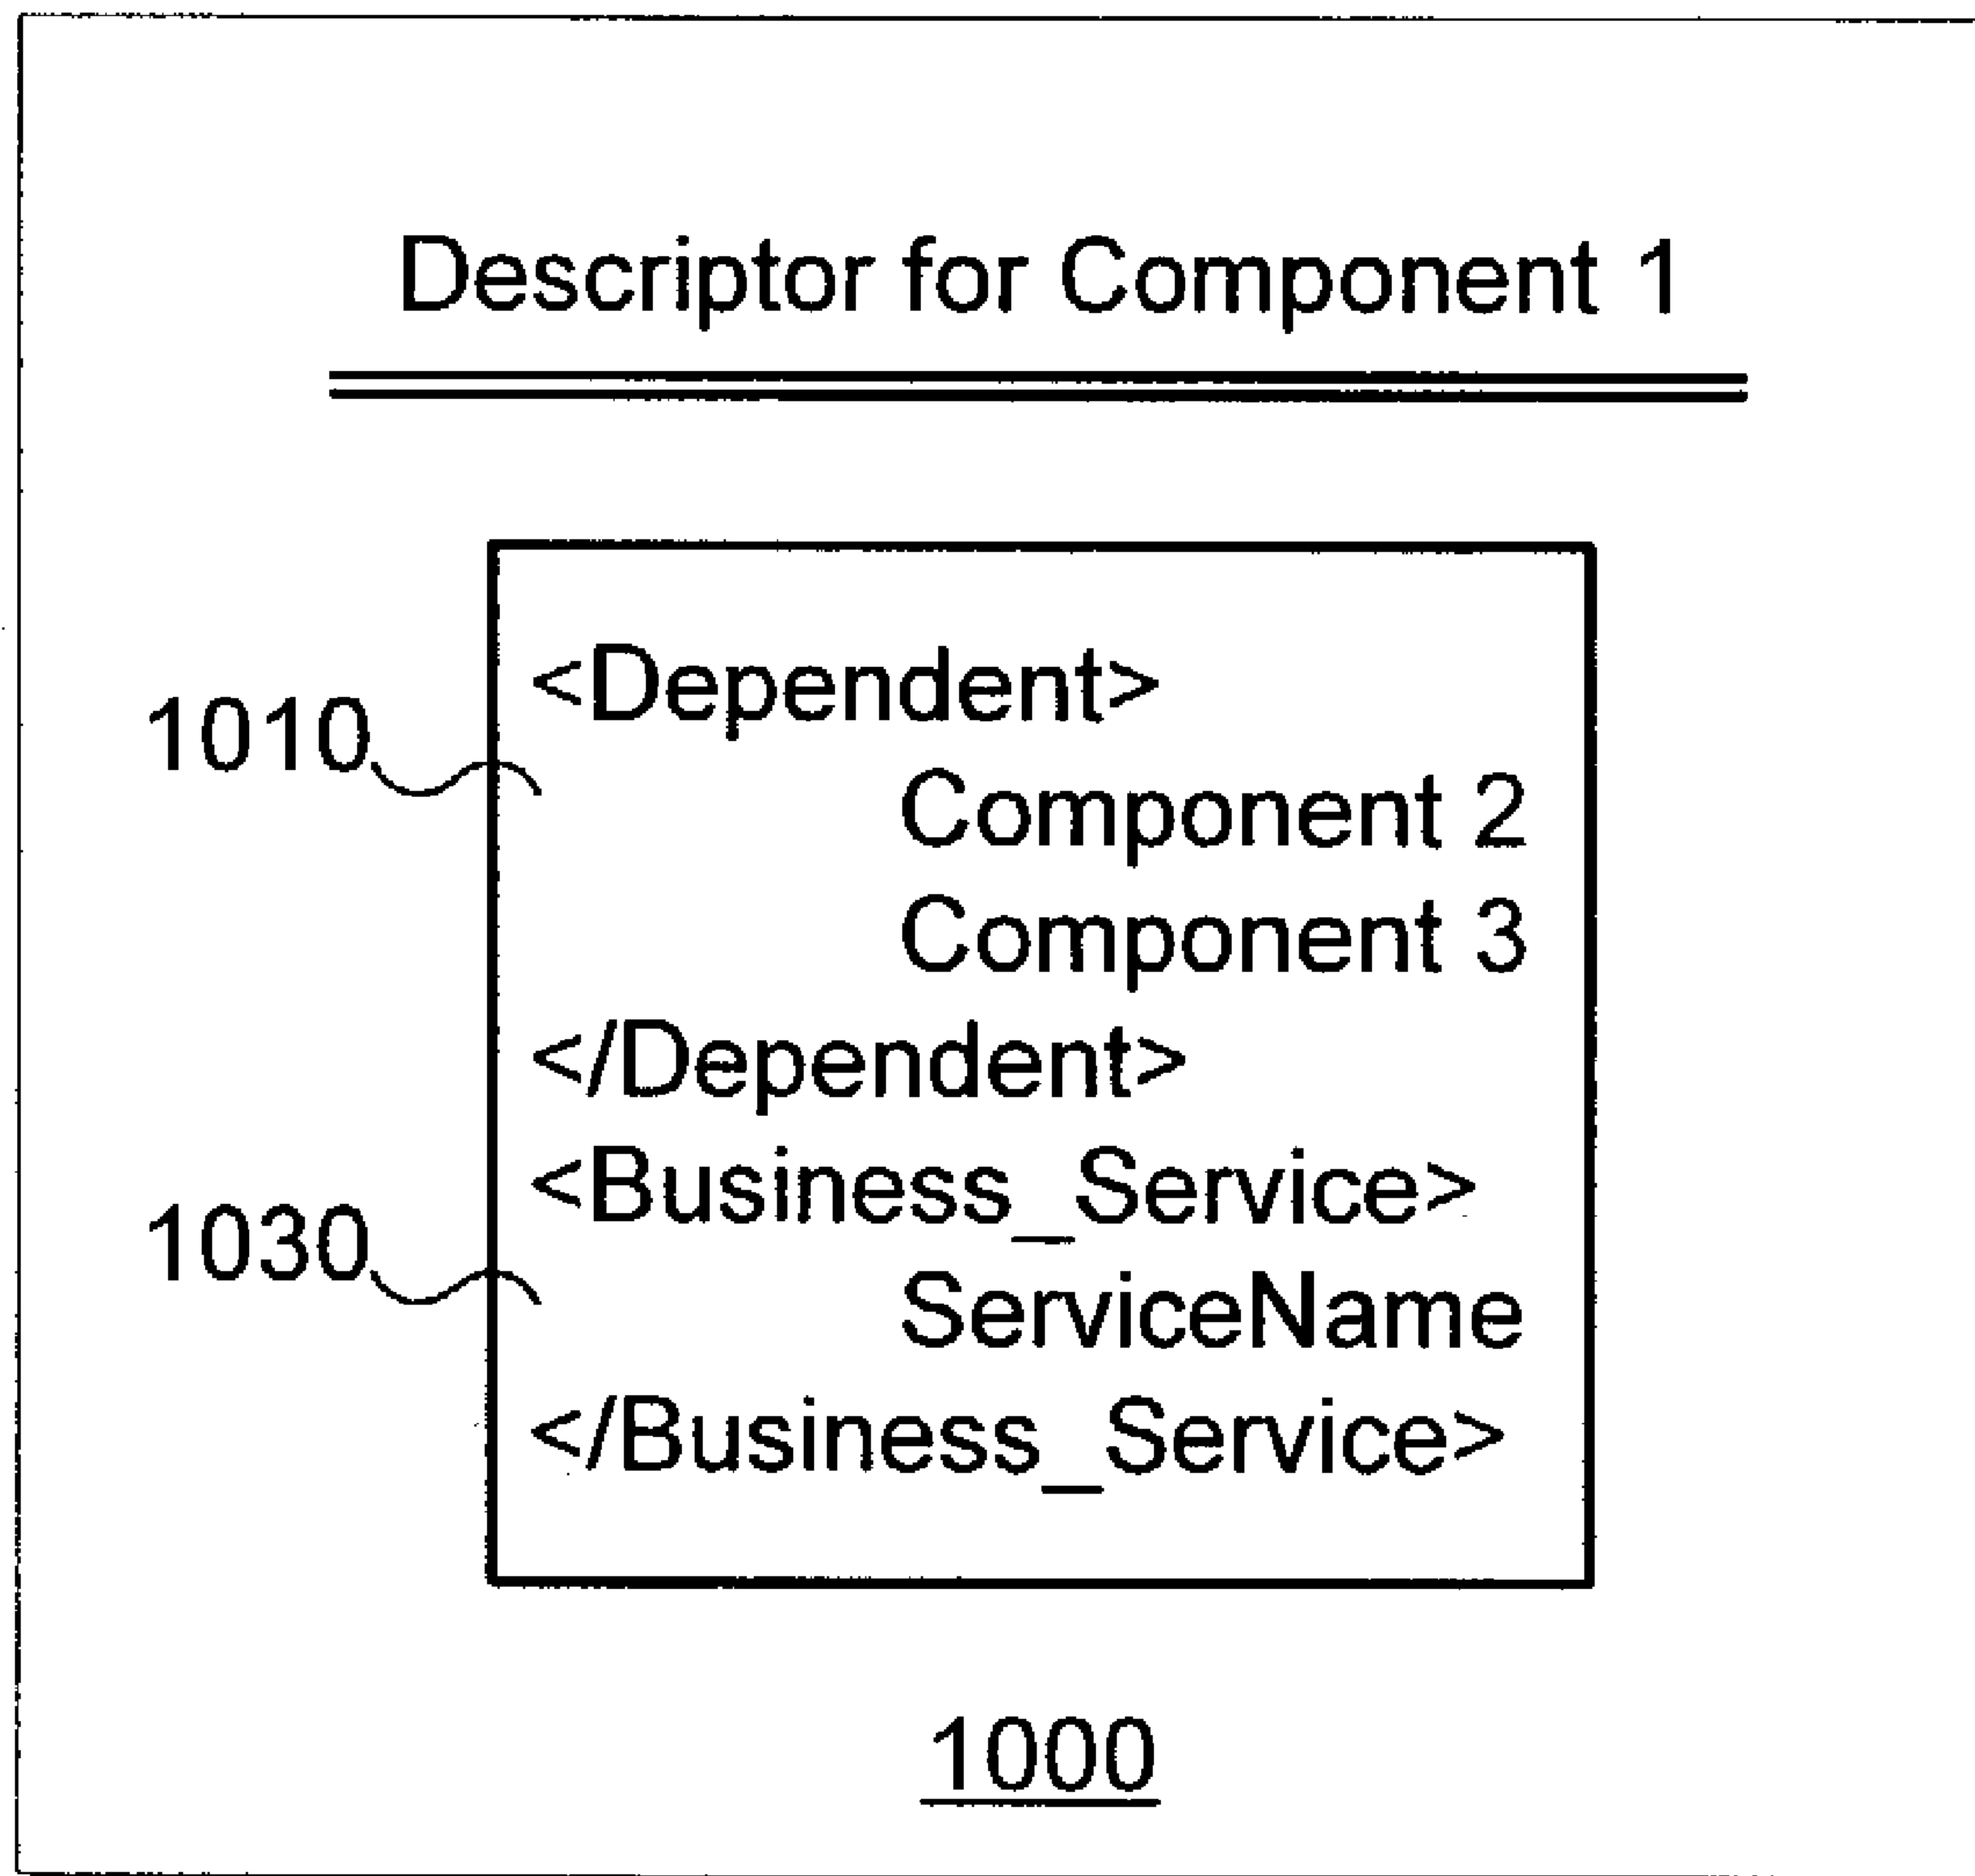 Descriptor for Component 1
<Dependent>
1010
Component 2
Component 3
</Dependent>
<Business_Service>
1030
ServiceName
</Business_Service>
1000